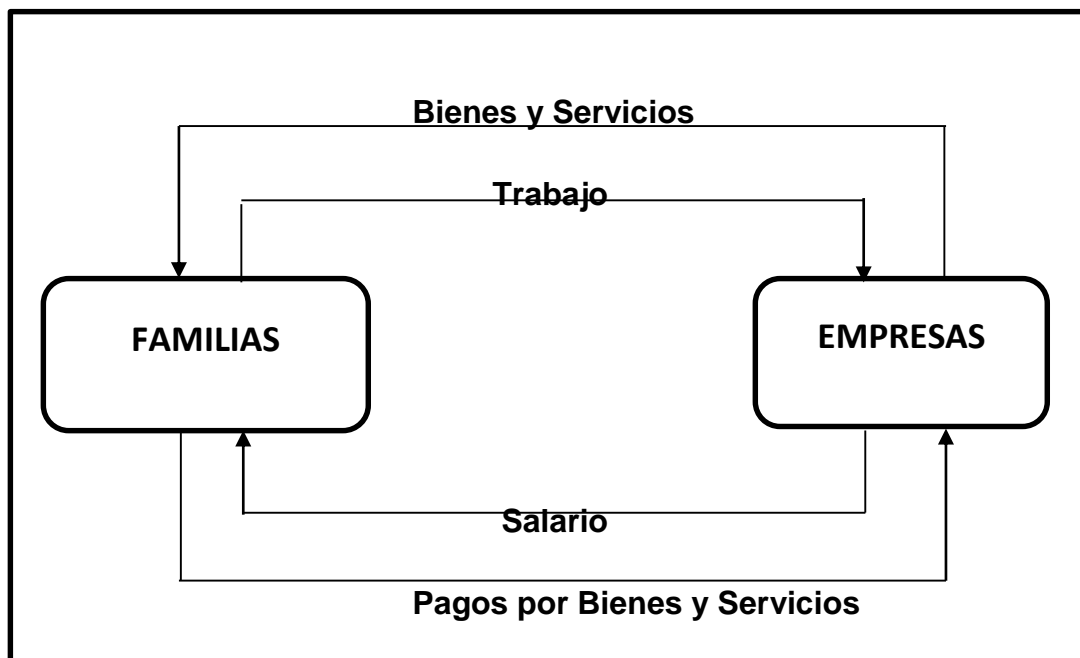 Bienes y Servicios
Trabajo
FAMILIAS
EMPRESAS
Salario
Pagos por Bienes y Servicios